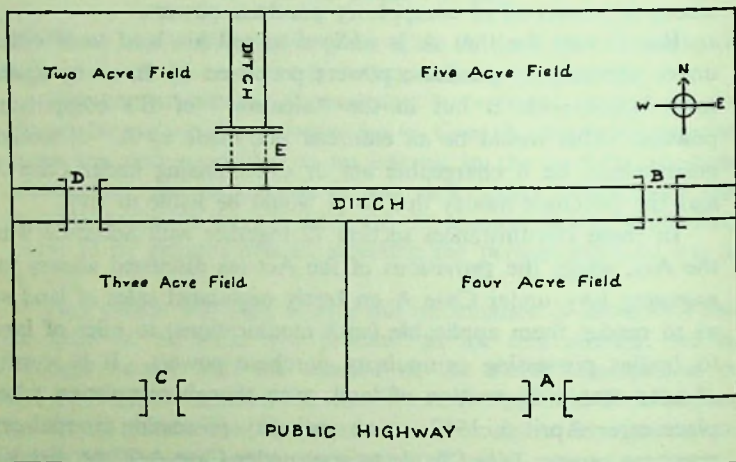 Two Acre Field
DITCH
Five Acre Field
N
W E
E
D
B
DITCH
Three Acre Field
Four Acre Field
C
A
PUBLIC HIGHWAY